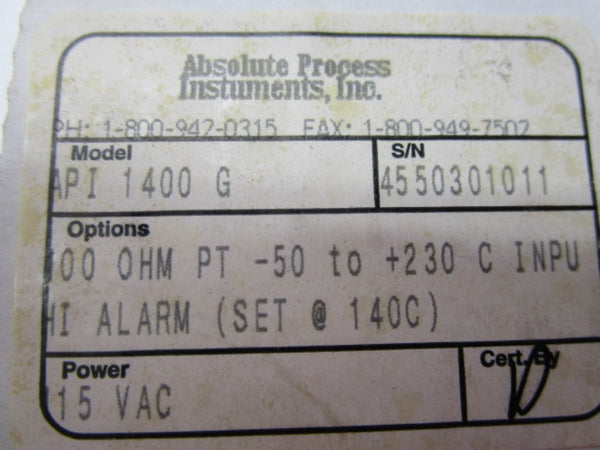 Absolute Process
Instuments, Inc.
PH: 1-800-942-0315 FAX: 1-800-949-7502
Model
API 1400 G
S/N
4550301011
Options
00 OHM PT -50 to +230 C INPU
HI ALARM (SET @ 140C)
Power
115 VAC
Cert. By